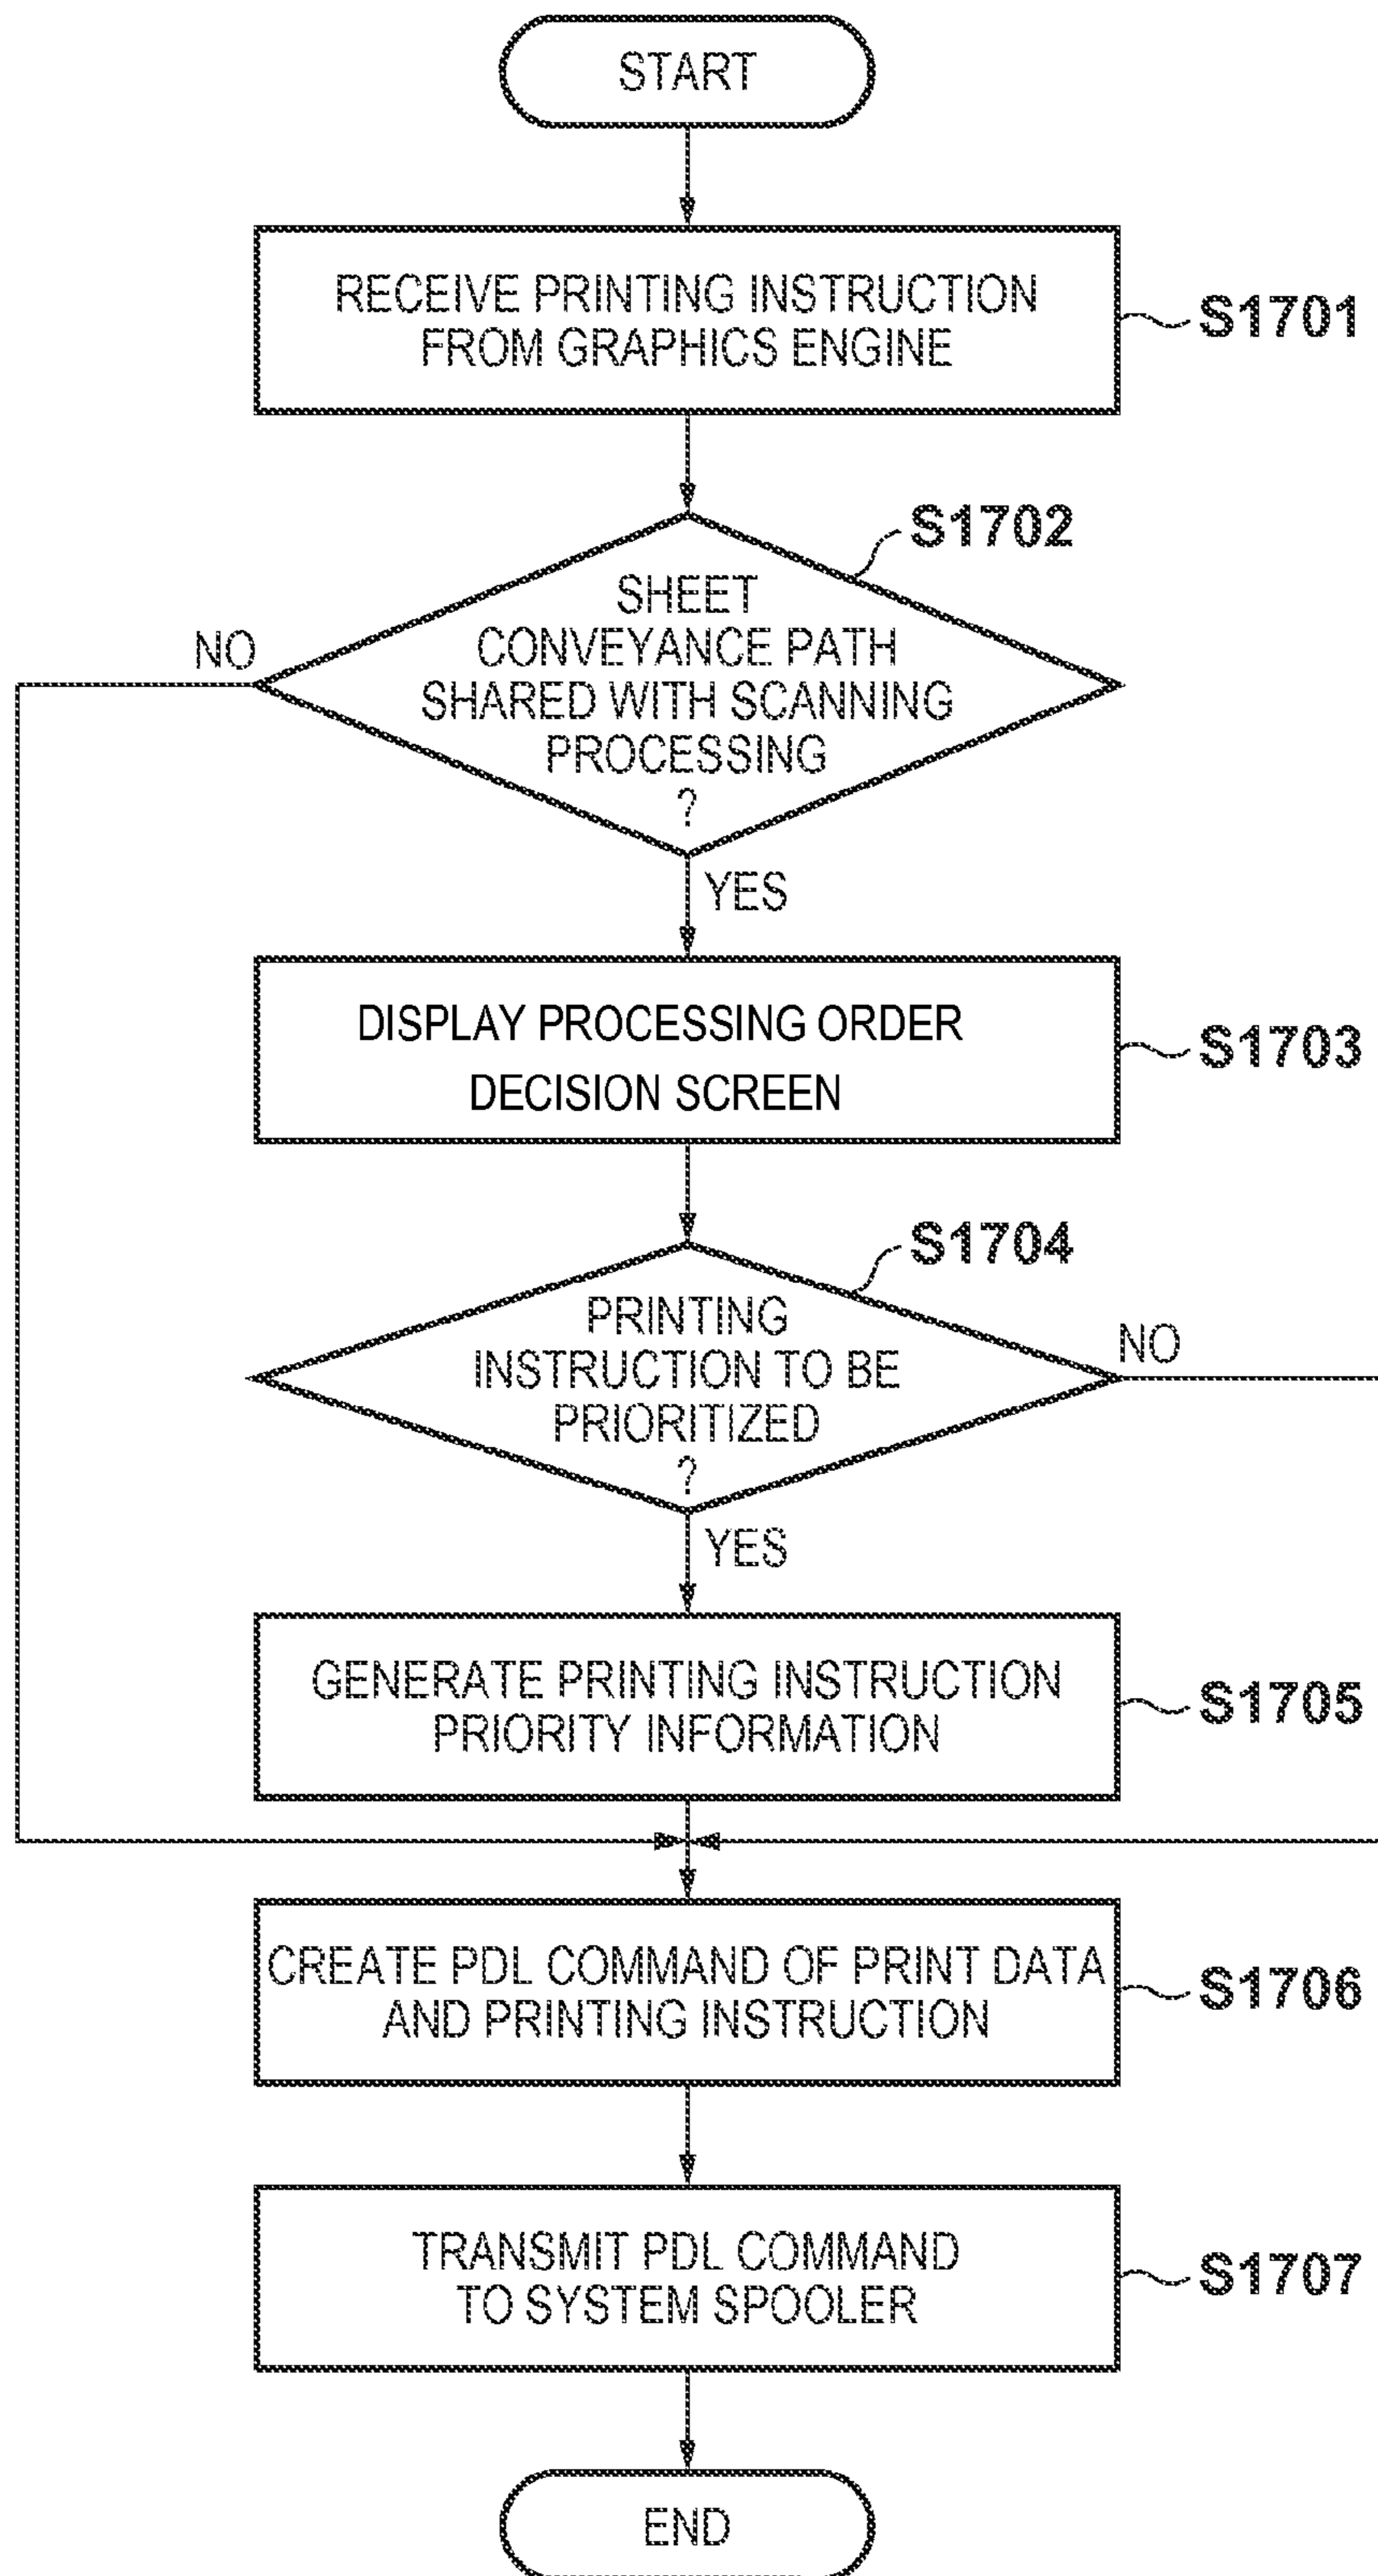 START
RECEIVE PRINTING INSTRUCTION
FROM GRAPHICS ENGINE
S1701
S1702
SHEET
CONVEYANCE PATH
SHARED WITH SCANNING
PROCESSING
?
NO
YES
DISPLAY PROCESSING ORDER
DECISION SCREEN
S1703
S1704
PRINTING
INSTRUCTION TO BE
PRIORITIZED
?
NO
YES
GENERATE PRINTING INSTRUCTION
PRIORITY INFORMATION
S1705
CREATE PDL COMMAND OF PRINT DATA
AND PRINTING INSTRUCTION
S1706
TRANSMIT PDL COMMAND
TO SYSTEM SPOOLER
S1707
END